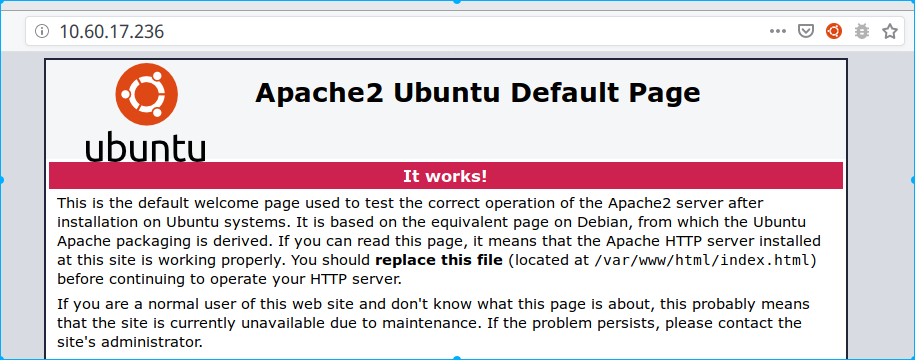 10.60.17.236
ubuntu
Apache2 Ubuntu Default Page
It works!
This is the default welcome page used to test the correct operation of the Apache2 server after
installation on Ubuntu systems. It is based on the equivalent page on Debian, from which the Ubuntu
Apache packaging is derived. If you can read this page, it means that the Apache HTTP server installed
at this site is working properly. You should replace this file (located at /var/www/html/index.html)
before continuing to operate your HTTP server.
If you are a normal user of this web site and don't know what this page is about, this probably means
that the site is currently unavailable due to maintenance. If the problem persists, please contact the
site's administrator.